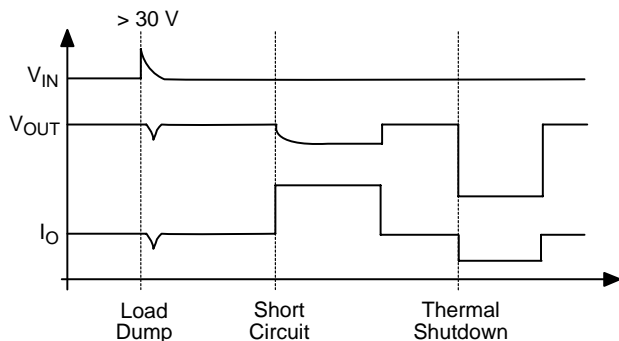 > 30 V
VIN
VOUT
IO
Load
Dump
Short
Circuit
Thermal
Shutdown